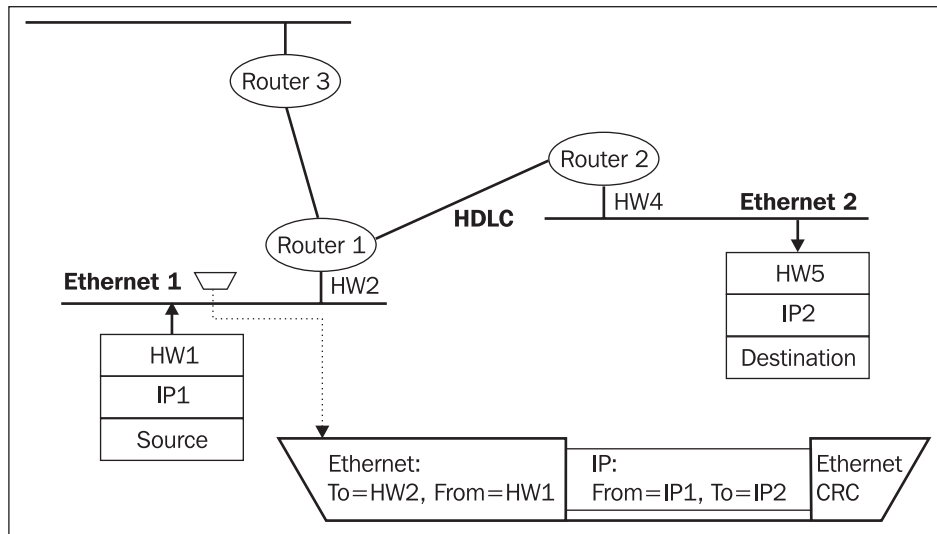 Router 3
Router 2
HW4
Ethernet 2
HDLC
Router 1
Ethernet 1
HW2
HW5
IP2
Destination
HW1
IP1
Source
Ethernet:
To=HW2, From=HW1
IP:
From=IP1, To=IP2
Ethernet
CRC